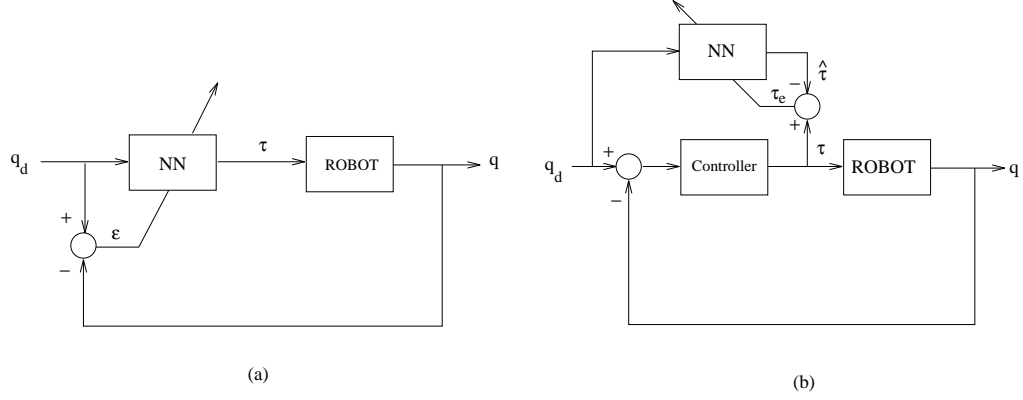 q_d
NN
τ
ROBOT
q
+
ε
−
(a)
NN
τ̂
−
τ_e
+
q_d
+
Controller
τ
ROBOT
q
−
(b)